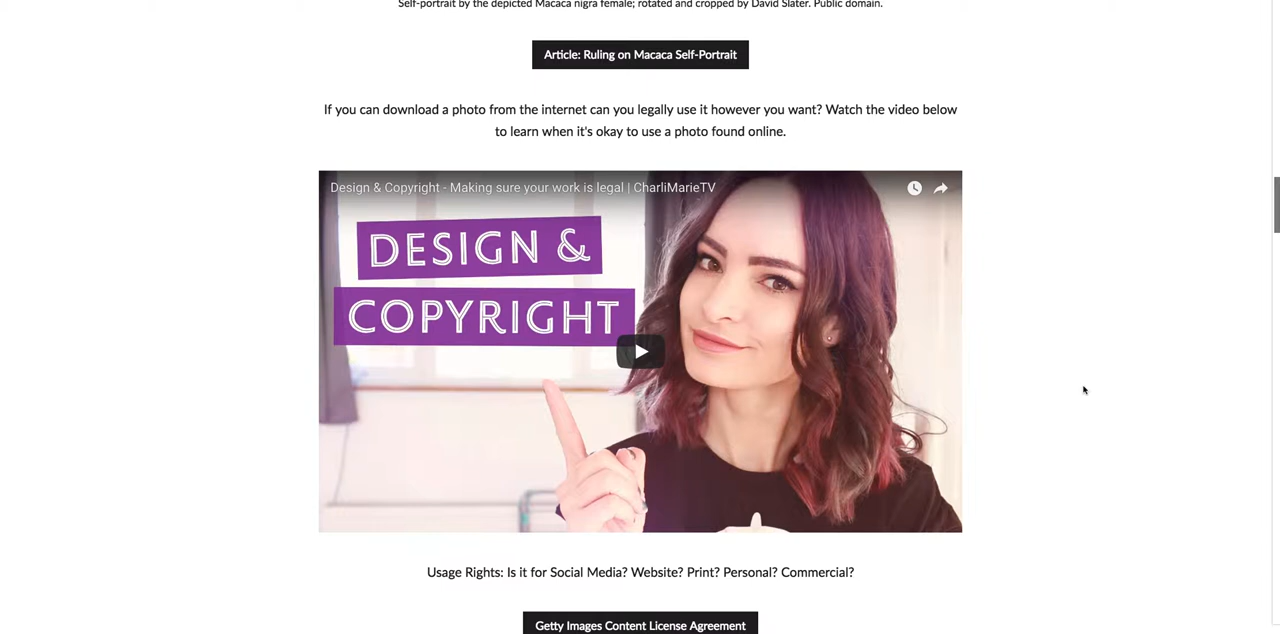 Self-portrait by the depicted Macaca nigra female; rotated and cropped by David Slater. Public domain.
Article: Ruling on Macaca Self-Portrait
If you can download a photo from the internet can you legally use it however you want? Watch the video below
to learn when it's okay to use a photo found online.
Design & Copyright - Making sure your work is legal | CharliMarieTV
DESIGN &
COPYRIGHT
Usage Rights: Is it for Social Media? Website? Print? Personal? Commercial?
Getty Images Content License Agreement